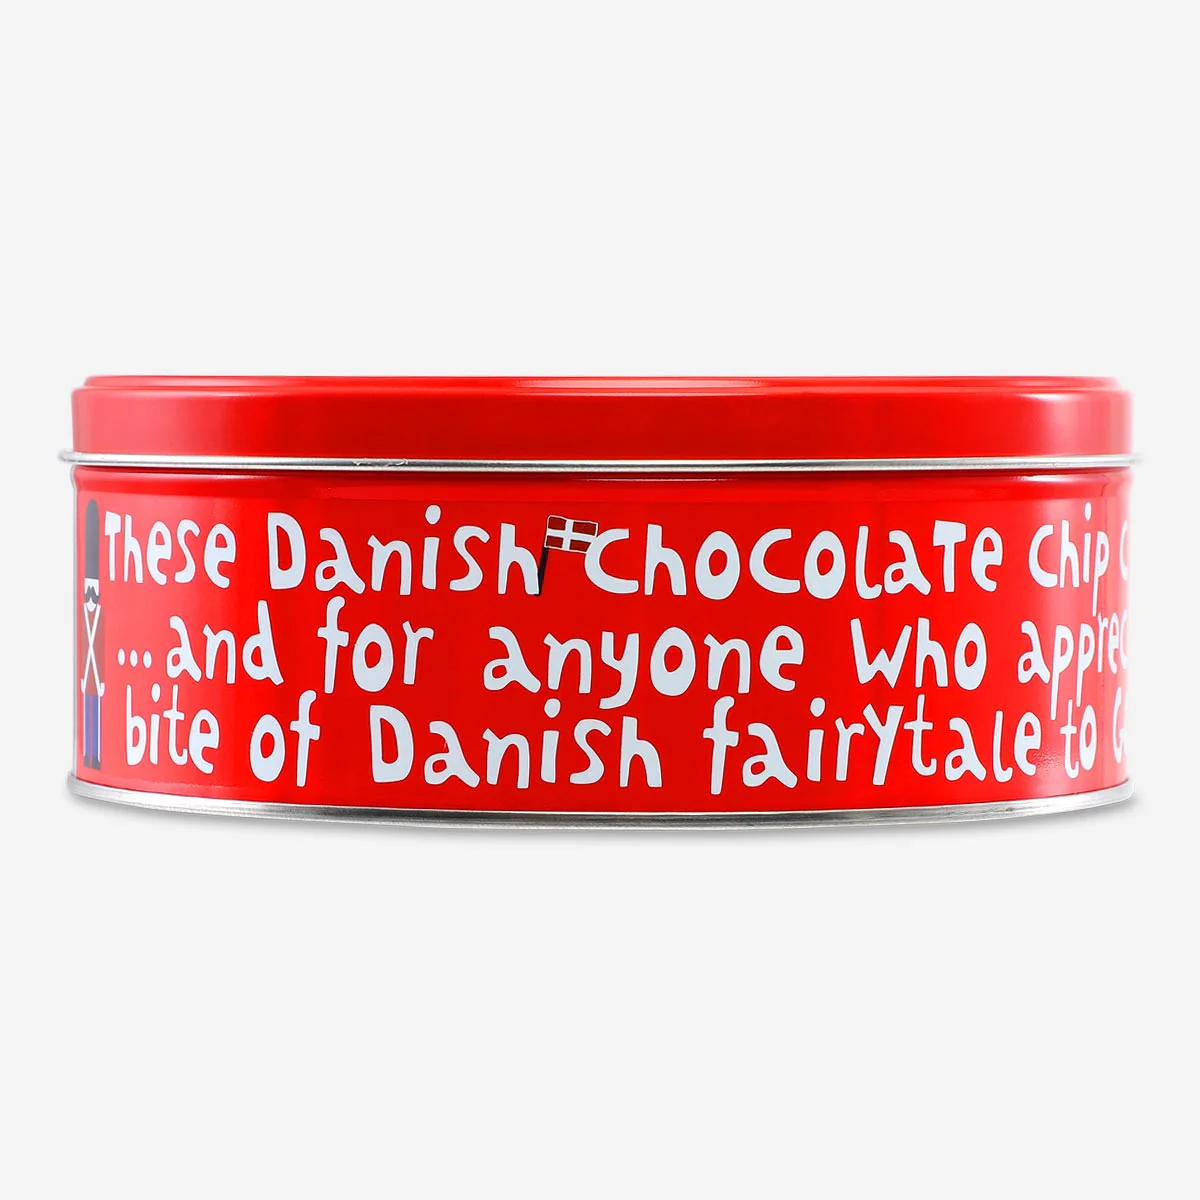 These Danish Chocolate Chip
...and for anyone who
bite of Danish fairytale to